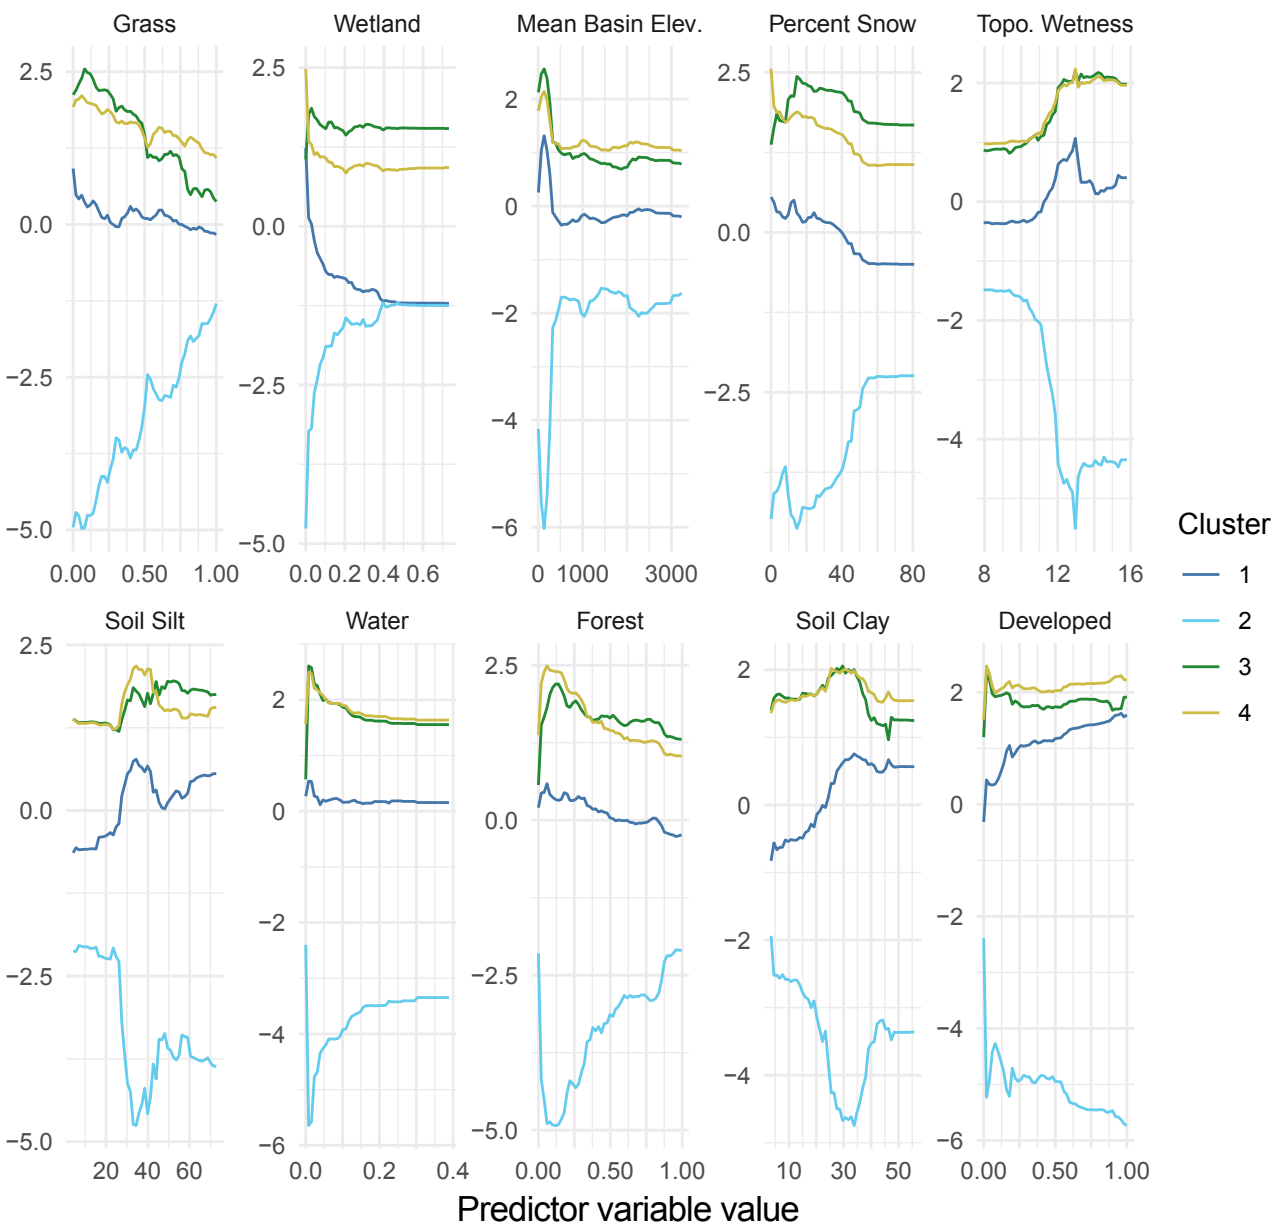 Grass Wetland Mean Basin Elev. Percent Snow Topo. Wetness
2.5 0.0 −2.5 −5.0
2.5 0.0 −2.5 −5.0
2 0 −2 −4 −6
2.5 0.0 −2.5
2 0 −2 −4
0.00 0.50 1.00
0.0 0.2 0.4 0.6
0 1000 3000
0 40 80
8 12 16
Soil Silt Water Forest Soil Clay Developed
2.5 0.0 −2.5 −5.0
2 0 −2 −4 −6
2.5 0.0 −2.5 −5.0
2 0 −2 −4
2 0 −2 −4 −6
20 40 60
0.0 0.2 0.4
0.00 0.50 1.00
10 30 50
0.00 1.00
Predictor variable value
Cluster
1
2
3
4